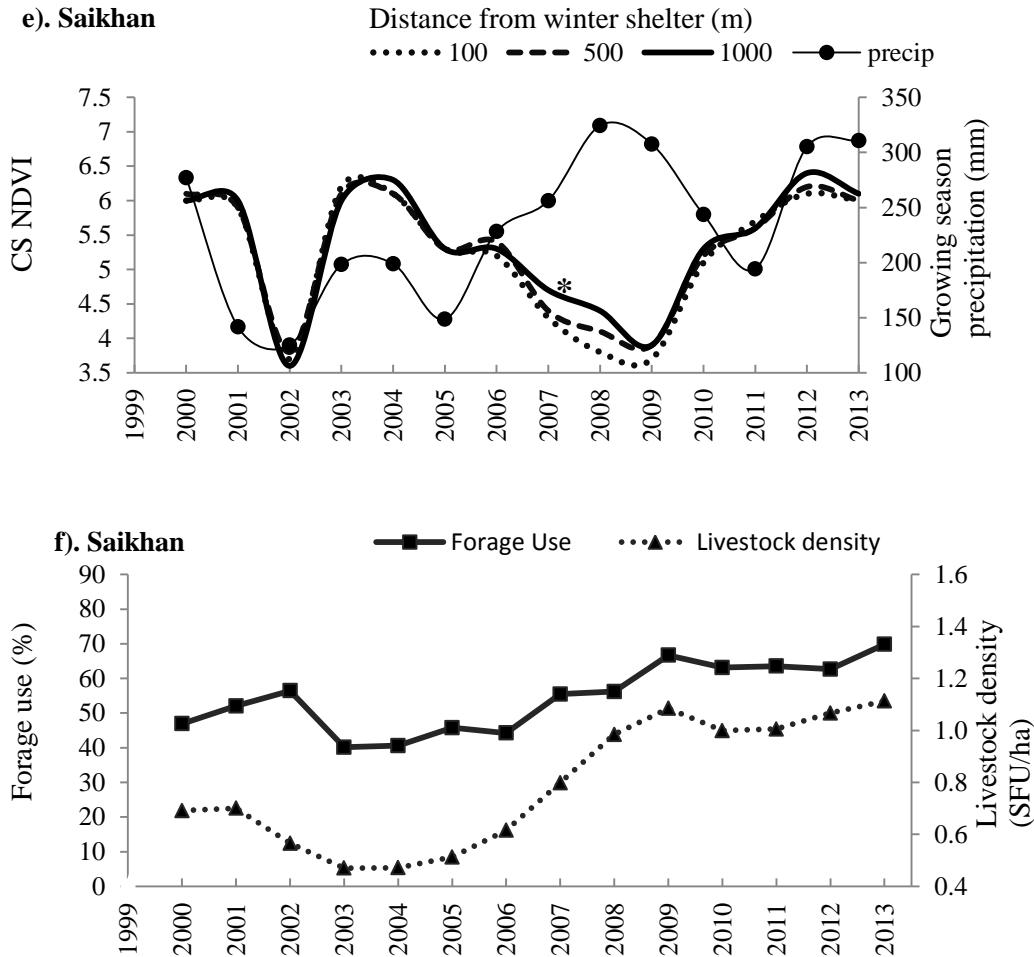 e). Saikhan
Distance from winter shelter (m)
100 500 1000 precip
CS NDVI
7.5
7
6.5
6
5.5
5
4.5
4
3.5
*
350
300
250
200
150
100
Growing season
precipitation (mm)
1999 2000 2001 2002 2003 2004 2005 2006 2007 2008 2009 2010 2011 2012 2013
f). Saikhan
Forage Use Livestock density
Forage use (%)
90
80
70
60
50
40
30
20
10
0
1.6
1.4
1.2
1.0
0.8
0.6
0.4
Livestock density
(SFU/ha)
1999 2000 2001 2002 2003 2004 2005 2006 2007 2008 2009 2010 2011 2012 2013